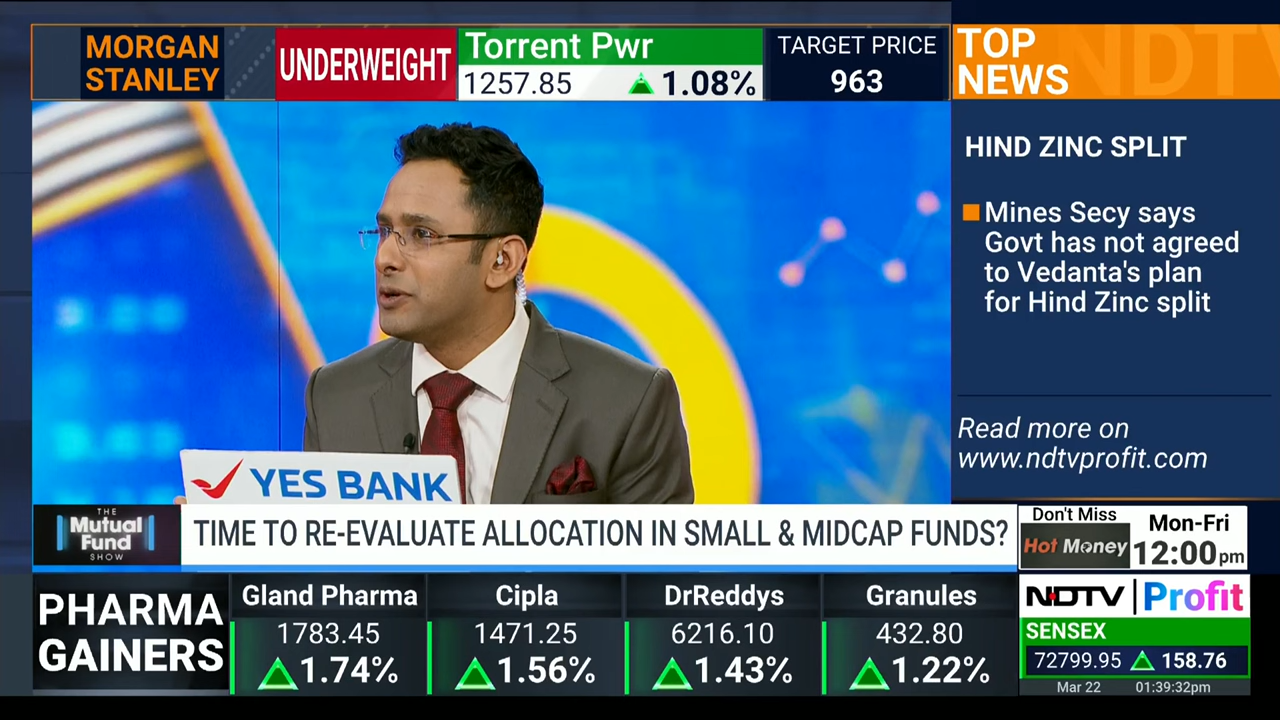 MORGAN
STANLEY
UNDERWEIGHT
Torrent Pwr
1257.85 1.08%
TARGET PRICE
963
TOP
NEWS
NDTV
HIND ZINC SPLIT
Mines Secy says
Govt has not agreed
to Vedanta's plan
for Hind Zinc split
Read more on
www.ndtvprofit.com
YES BANK
THE
Mutual
Fund
SHOW
TIME TO RE-EVALUATE ALLOCATION IN SMALL & MIDCAP FUNDS?
Don't Miss
Hot Money
Mon-Fri
12:00pm
PHARMA
GAINERS
Gland Pharma
1783.45
1.74%
Cipla
1471.25
1.56%
DrReddys
6216.10
1.43%
Granules
432.80
1.22%
NDTV Profit
SENSEX
72799.95 158.76
Mar 22 01:39:32pm